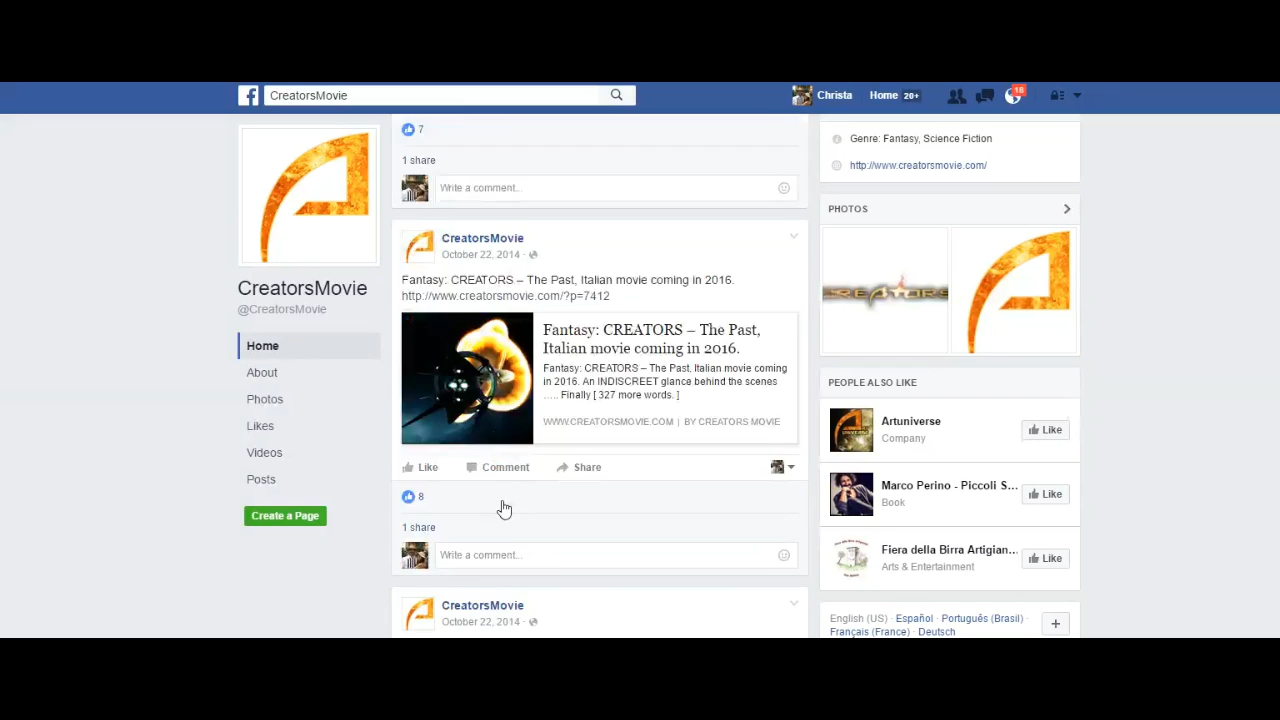 CreatorsMovie
Christa
Home 20+
18
CreatorsMovie
@CreatorsMovie
Home
About
Photos
Likes
Videos
Posts
Create a Page
7
1 share
Write a comment...
CreatorsMovie
October 22, 2014 ·
Fantasy: CREATORS – The Past, Italian movie coming in 2016.
http://www.creatorsmovie.com/?p=7412
Fantasy: CREATORS – The Past,
Italian movie coming in 2016.
Fantasy: CREATORS – The Past, Italian movie coming
in 2016. An INDISCREET glance behind the scenes
….. Finally [ 327 more words. ]
WWW.CREATORSMOVIE.COM | BY CREATORS MOVIE
Like Comment Share
8
1 share
Write a comment...
CreatorsMovie
October 22, 2014 ·
Genre: Fantasy, Science Fiction
http://www.creatorsmovie.com/
PHOTOS
CREATORS
PEOPLE ALSO LIKE
Artuniverse
Company
Like
Marco Perino - Piccoli S...
Book
Like
Fiera della Birra Artigian...
Arts & Entertainment
Like
English (US) · Español · Português (Brasil) ·
Français (France) · Deutsch